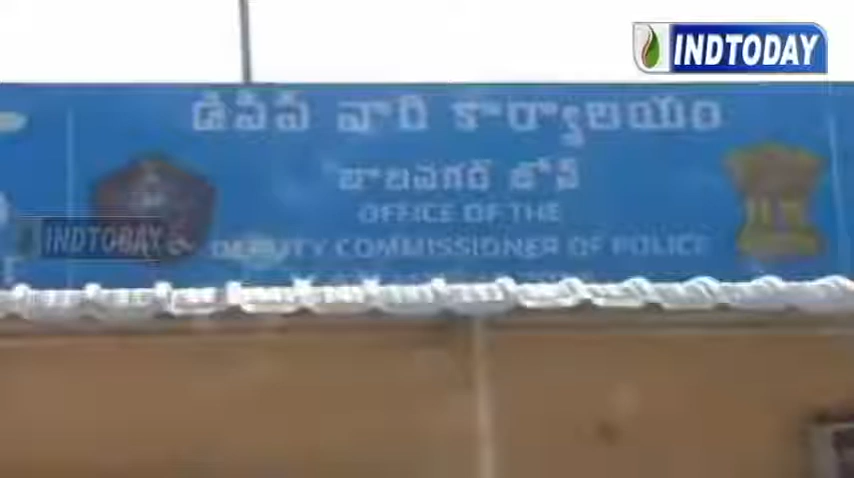 INDTODAY
డిసిపి వారి కార్యాలయం
బాలానగర్ జోన్
OFFICE OF THE
INDTODAY
DEPUTY COMMISSIONER OF POLICE